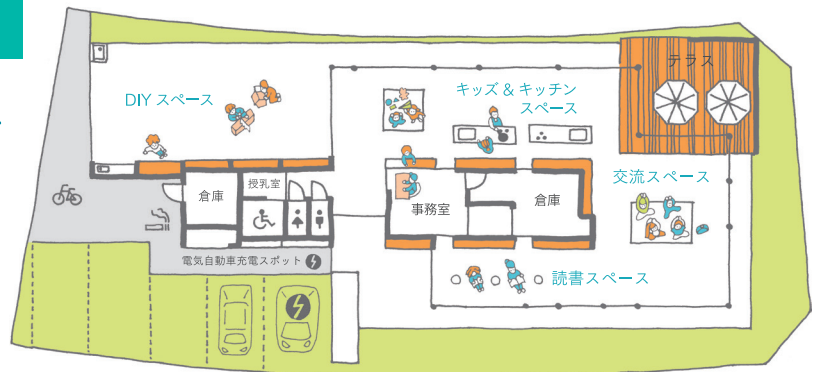 テラス
キッズ & キッチン
スペース
DIY スペース
交流スペース
授乳室
倉庫
倉庫
事務室
電気自動車充電スポット
読書スペース